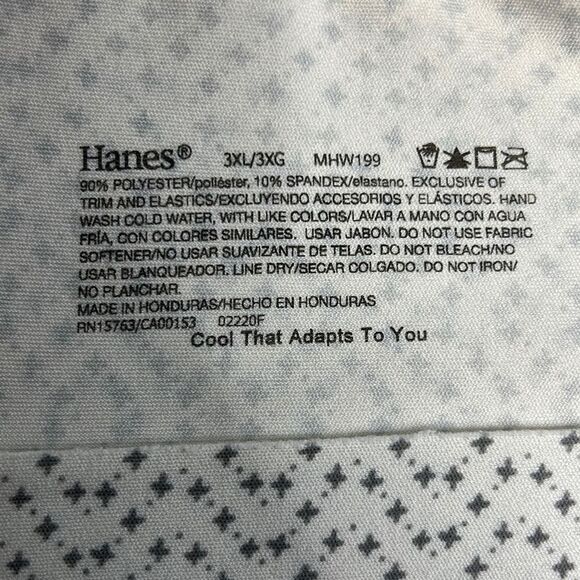 Hanes® 3XL/3XG MHW199
90% POLYESTER/poliéster, 10% SPANDEX/elastano. EXCLUSIVE OF
TRIM AND ELASTICS/EXCLUYENDO ACCESORIOS Y ELÁSTICOS. HAND
WASH COLD WATER, WITH LIKE COLORS/LAVAR A MANO CON AGUA
FRÍA, CON COLORES SIMILARES. USAR JABON. DO NOT USE FABRIC
SOFTENER/NO USAR SUAVIZANTE DE TELAS. DO NOT BLEACH/NO
USAR BLANQUEADOR. LINE DRY/SECAR COLGADO. DO NOT IRON/
NO PLANCHAR.
MADE IN HONDURAS/HECHO EN HONDURAS
RN15763/CA00153 02220F
Cool That Adapts To You